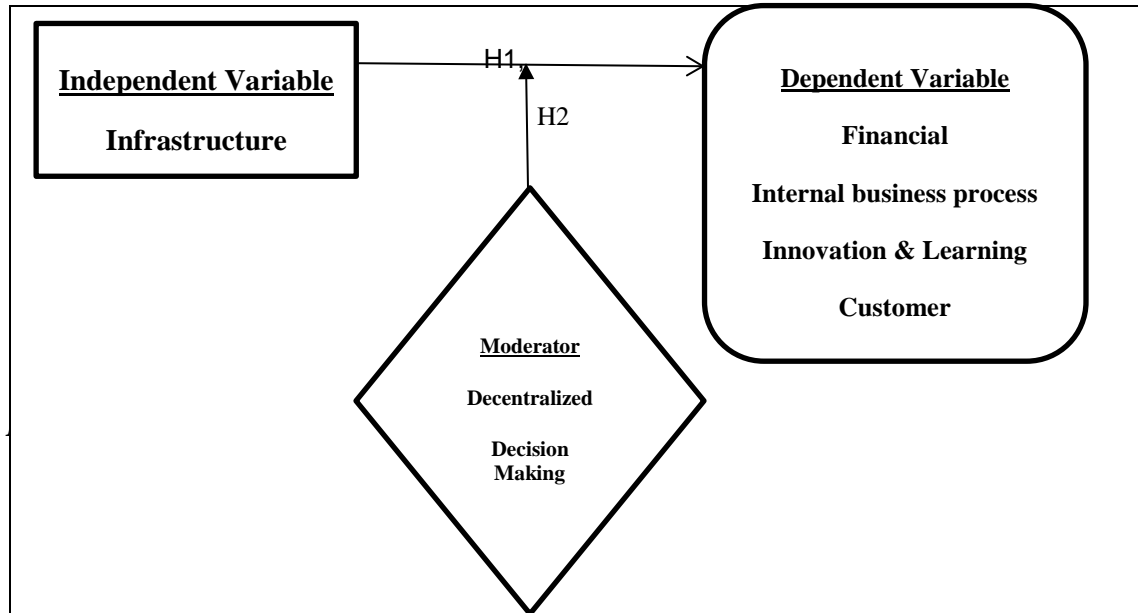 Independent Variable
Infrastructure
H1,
H2
Dependent Variable
Financial
Internal business process
Innovation & Learning
Customer
Moderator
Decentralized
Decision
Making